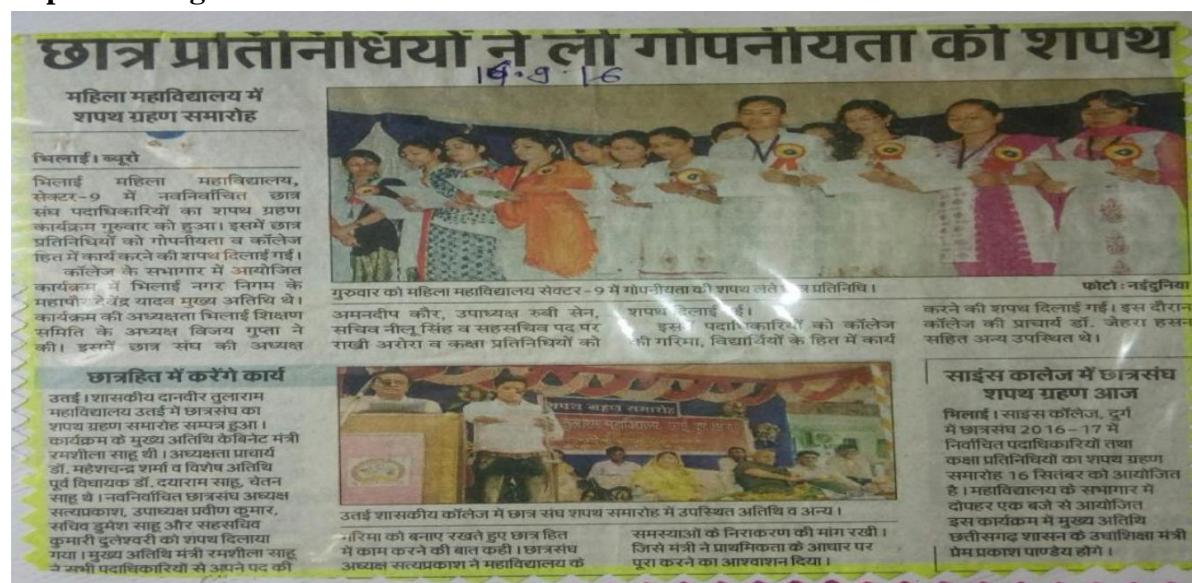 छात्र प्रतिनिधियों ने ली गोपनीयता की शपथ
16.9.16
महिला महाविद्यालय में
शपथ ग्रहण समारोह
भिलाई। ब्यूरो
भिलाई महिला महाविद्यालय,
सेक्टर-9 में नवनिर्वाचित छात्र
संघ पदाधिकारियों का शपथ ग्रहण
कार्यक्रम गुरुवार को हुआ। इसमें छात्र
प्रतिनिधियों को गोपनीयता व कॉलेज
हित में कार्य करने की शपथ दिलाई गई।
कॉलेज के सभागार में आयोजित
कार्यक्रम में भिलाई नगर निगम के
महापौर देवेंद्र यादव मुख्य अतिथि थे।
कार्यक्रम की अध्यक्षता भिलाई शिक्षण
समिति के अध्यक्ष विजय गुप्ता ने
की। इसमें छात्र संघ की अध्यक्ष
गुरुवार को महिला महाविद्यालय सेक्टर-9 में गोपनीयता की शपथ लेते छात्र प्रतिनिधि।
फोटो : नईदुनिया
अमनदीप कौर, उपाध्यक्ष रुबी सेन,
सचिव नीलू सिंह व सहसचिव पद पर
राखी अरोरा व कक्षा प्रतिनिधियों को
शपथ दिलाई गई।
इसमें पदाधिकारियों को कॉलेज
की गरिमा, विद्यार्थियों के हित में कार्य
करने की शपथ दिलाई गई। इस दौरान
कॉलेज की प्राचार्य डॉ. जेहरा हसन
सहित अन्य उपस्थित थे।
छात्रहित में करेंगे कार्य
उतई। शासकीय दानवीर तुलाराम
महाविद्यालय उतई में छात्रसंघ का
शपथ ग्रहण समारोह सम्पन्न हुआ।
कार्यक्रम के मुख्य अतिथि केबिनेट मंत्री
रमशीला साहू थी। अध्यक्षता प्राचार्य
डॉ. महेशचन्द्र शर्मा व विशेष अतिथि
पूर्व विधायक डॉ. दयाराम साहू, चेतन
साहू थे। नवनिर्वाचित छात्रसंघ अध्यक्ष
सत्यप्रकाश, उपाध्यक्ष प्रवीण कुमार,
सचिव डुमेश साहू और सहसचिव
कुमारी दुलेश्वरी को शपथ दिलाया
गया। मुख्य अतिथि मंत्री रमशीला साहू
ने सभी पदाधिकारियों से अपने पद की
शपथ ग्रहण समारोह
उतई शासकीय कॉलेज में छात्र संघ शपथ समारोह में उपस्थित अतिथि व अन्य।
गरिमा को बनाए रखते हुए छात्र हित
में काम करने की बात कही। छात्रसंघ
अध्यक्ष सत्यप्रकाश ने महाविद्यालय के
समस्याओं के निराकरण की मांग रखी।
जिसे मंत्री ने प्राथमिकता के आधार पर
पूरा करने का आश्वाशन दिया।
साइंस कालेज में छात्रसंघ
शपथ ग्रहण आज
भिलाई। साइंस कॉलेज, दुर्ग
में छात्रसंघ 2016-17 में
निर्वाचित पदाधिकारियों तथा
कक्षा प्रतिनिधियों का शपथ ग्रहण
समारोह 16 सितंबर को आयोजित
है। महाविद्यालय के सभागार में
दोपहर एक बजे से आयोजित
इस कार्यक्रम में मुख्य अतिथि
छत्तीसगढ़ शासन के उच्चशिक्षा मंत्री
प्रेम प्रकाश पाण्डेय होंगे।